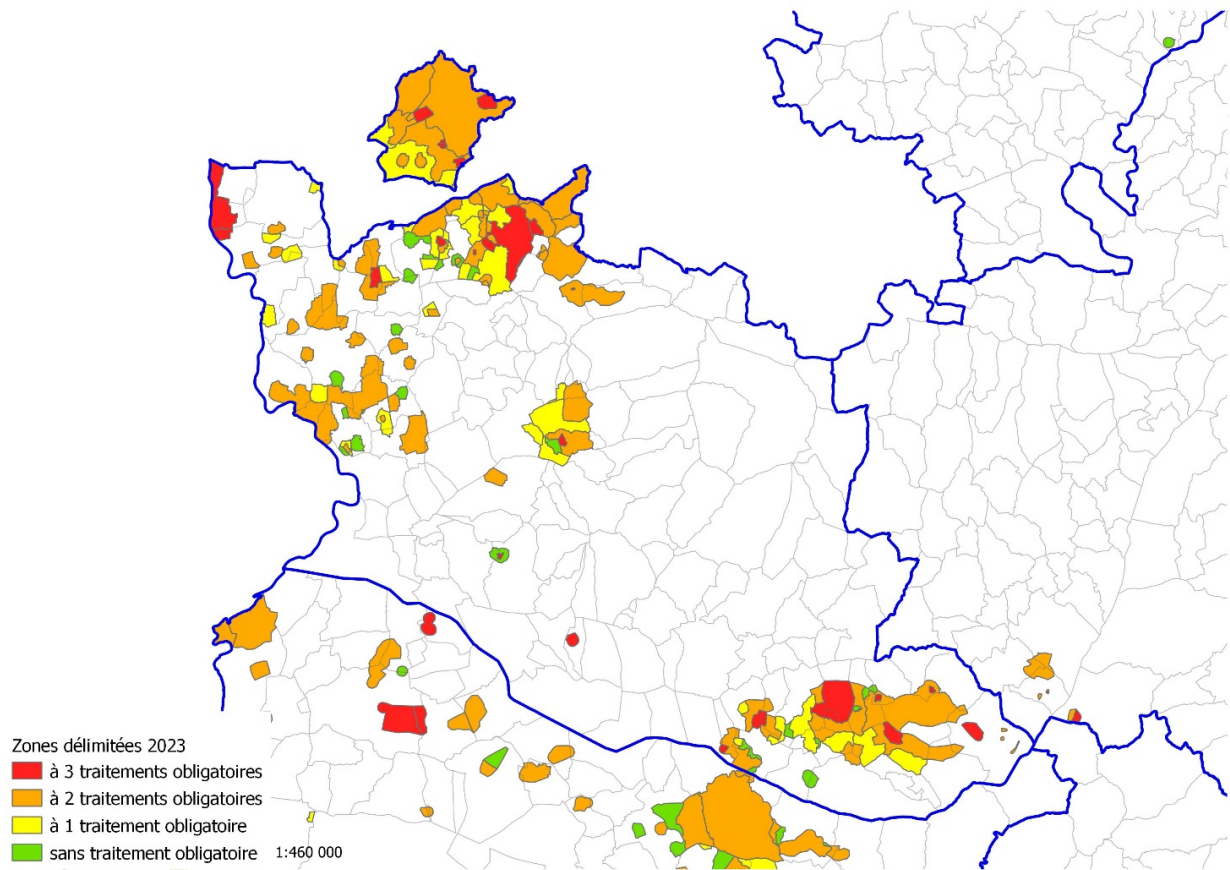 Zones délimitées 2023
à 3 traitements obligatoires
à 2 traitements obligatoires
à 1 traitement obligatoire
sans traitement obligatoire
1:460 000